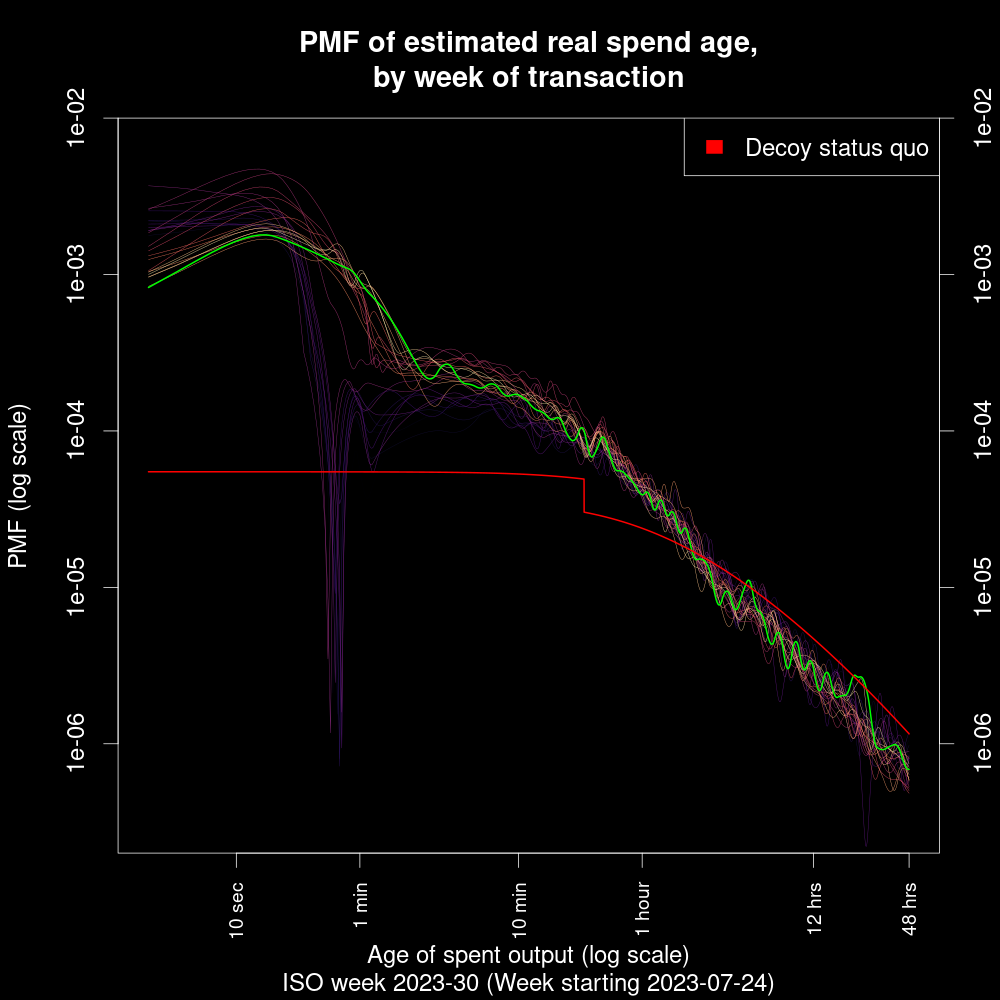 PMF of estimated real spend age,
by week of transaction
Decoy status quo
PMF (log scale)
1e-02
1e-03
1e-04
1e-05
1e-06
1e-02
1e-03
1e-04
1e-05
1e-06
10 sec
1 min
10 min
1 hour
12 hrs
48 hrs
Age of spent output (log scale)
ISO week 2023-30 (Week starting 2023-07-24)